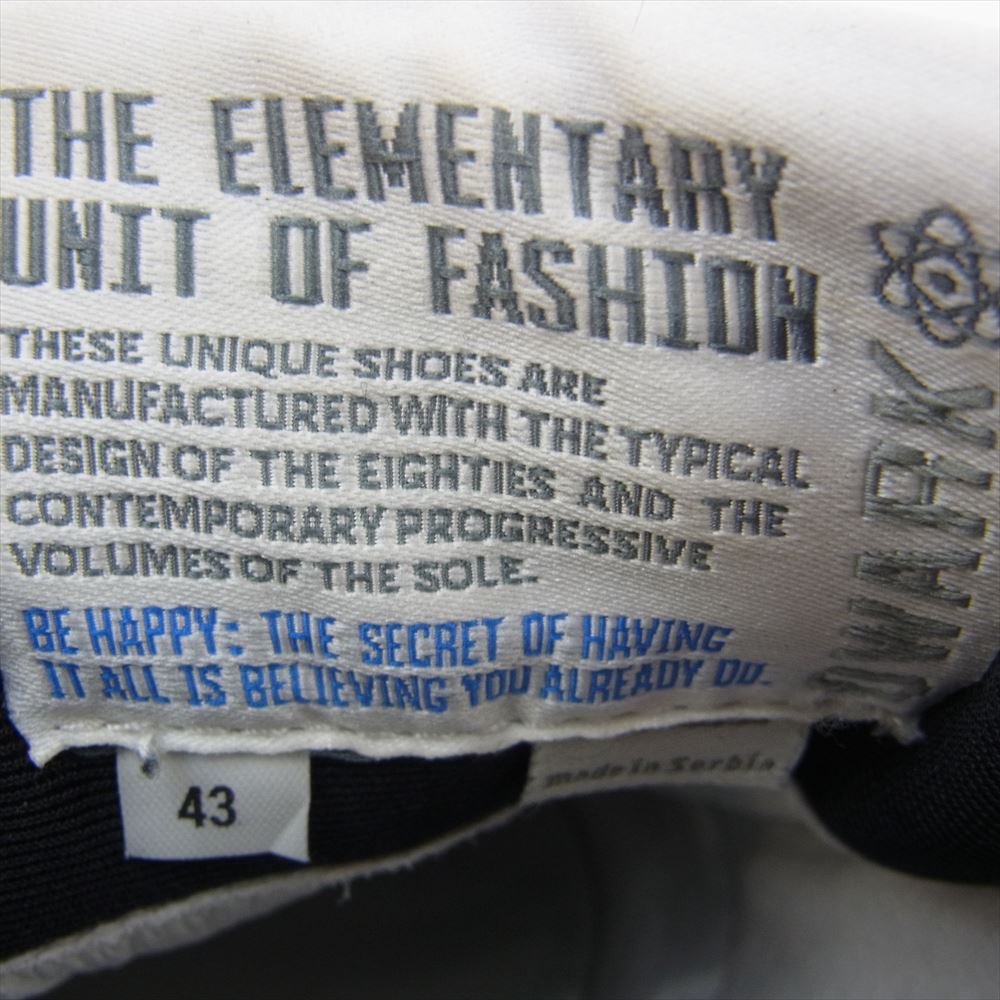 THE ELEMENTARY
UNIT OF FASHION
THESE UNIQUE SHOES ARE
MANUFACTURED WITH THE TYPICAL
DESIGN OF THE EIGHTIES AND THE
CONTEMPORARY PROGRESSIVE
VOLUMES OF THE SOLE.
BE HAPPY: THE SECRET OF HAVING
IT ALL IS BELIEVING YOU ALREADY DO.
43
made in Serbia